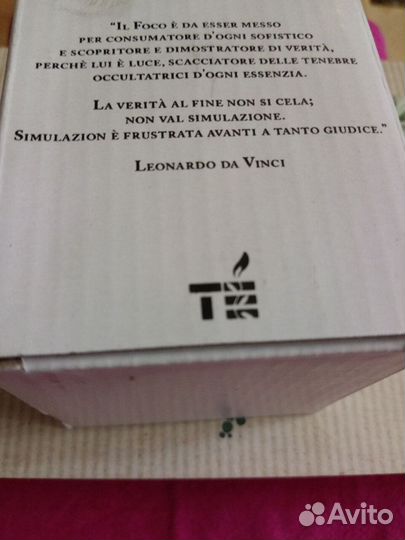 "Il Foco è da esser messo
per consumatore d'ogni sofistico
e scopritore e dimostratore di verità,
perchè lui è luce, scacciatore delle tenebre
occultatrici d'ogni essenzia.
La verità al fine non si cela;
non val simulazione.
Simulazion è frustrata avanti a tanto giudice."
Leonardo da Vinci
Avito